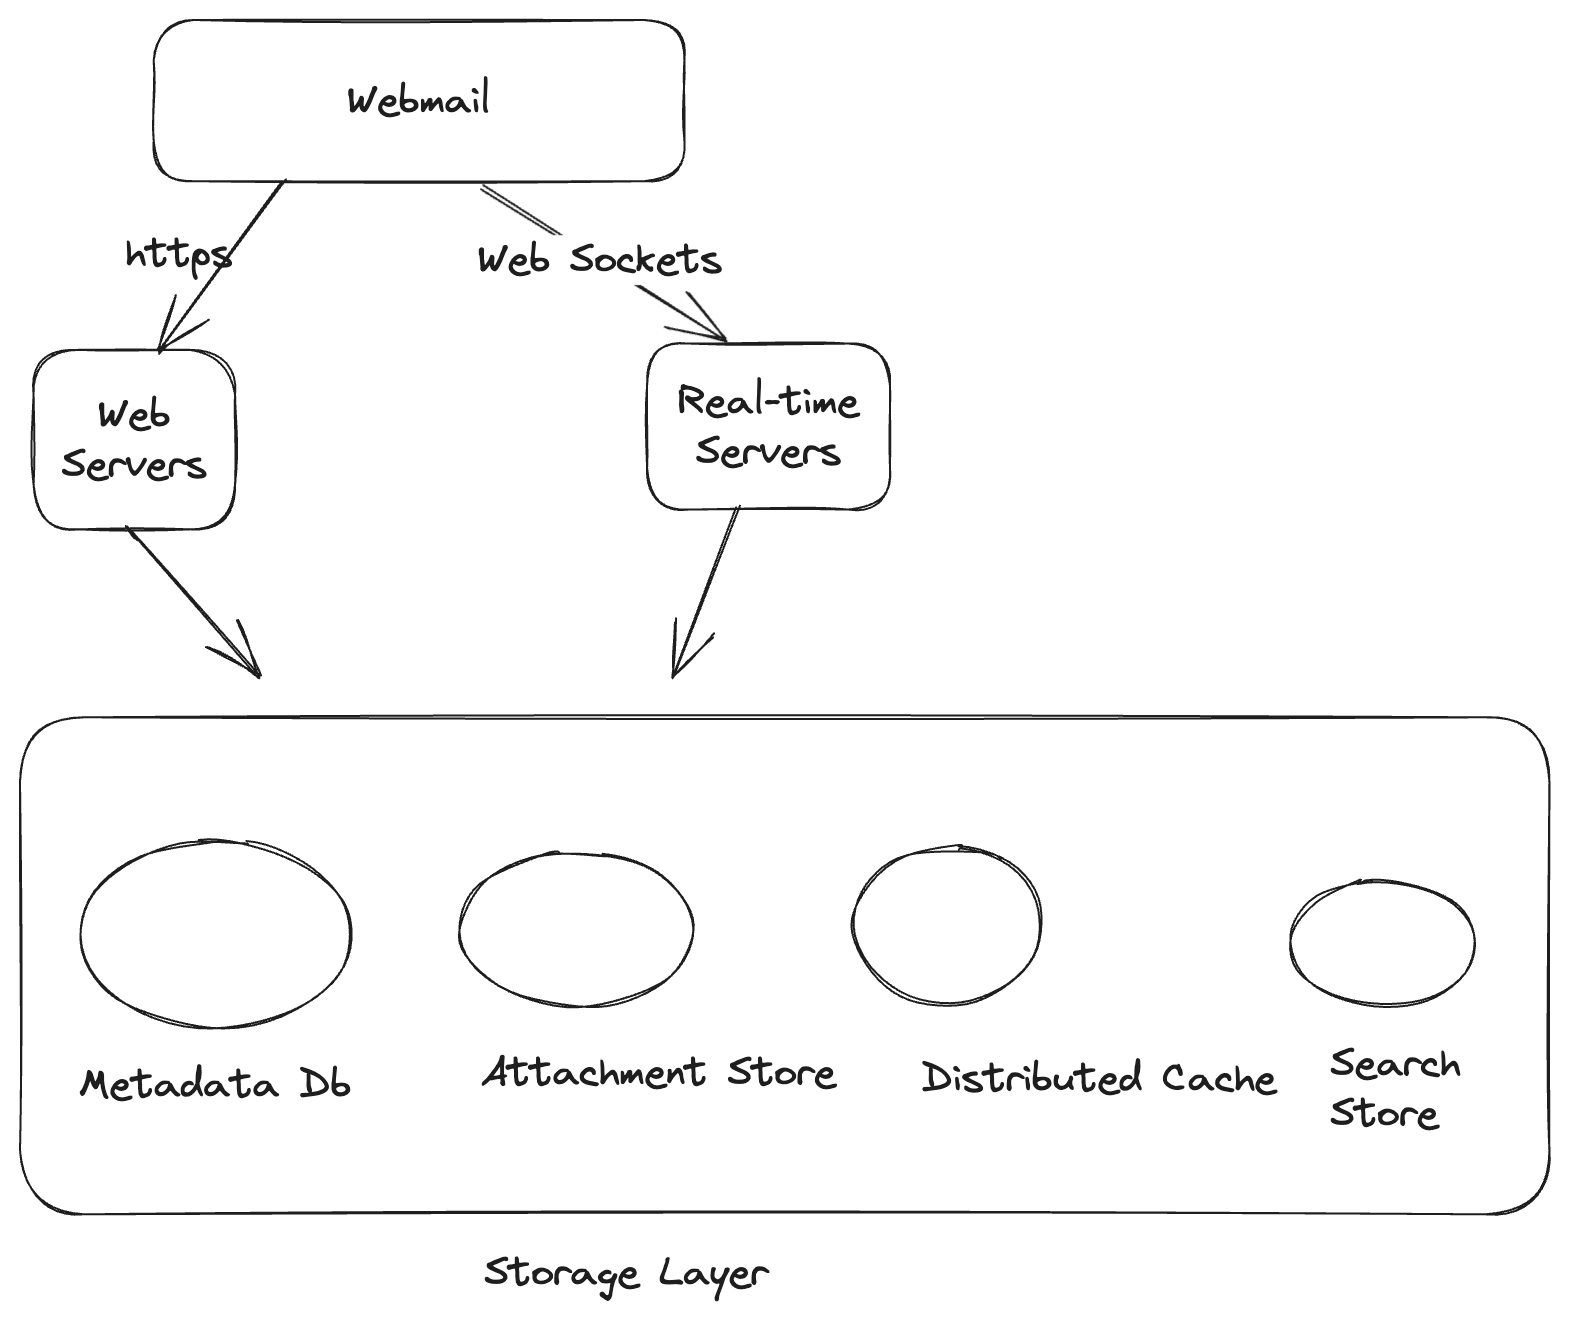 Webmail
https
Web Sockets
Web
Servers
Real-time
Servers
Metadata Db
Attachment Store
Distributed Cache
Search
Store
Storage Layer